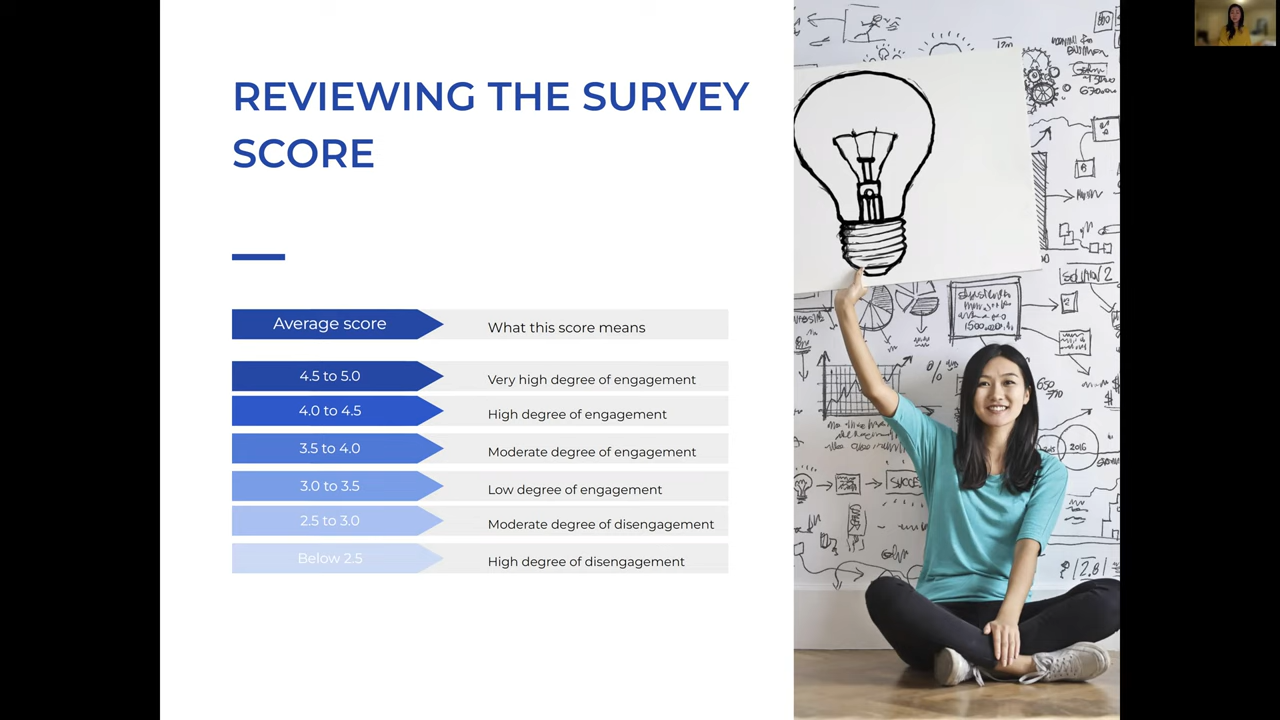 REVIEWING THE SURVEY
SCORE
Average score What this score means
4.5 to 5.0 Very high degree of engagement
4.0 to 4.5 High degree of engagement
3.5 to 4.0 Moderate degree of engagement
3.0 to 3.5 Low degree of engagement
2.5 to 3.0 Moderate degree of disengagement
Below 2.5 High degree of disengagement
solution 2
%
2016